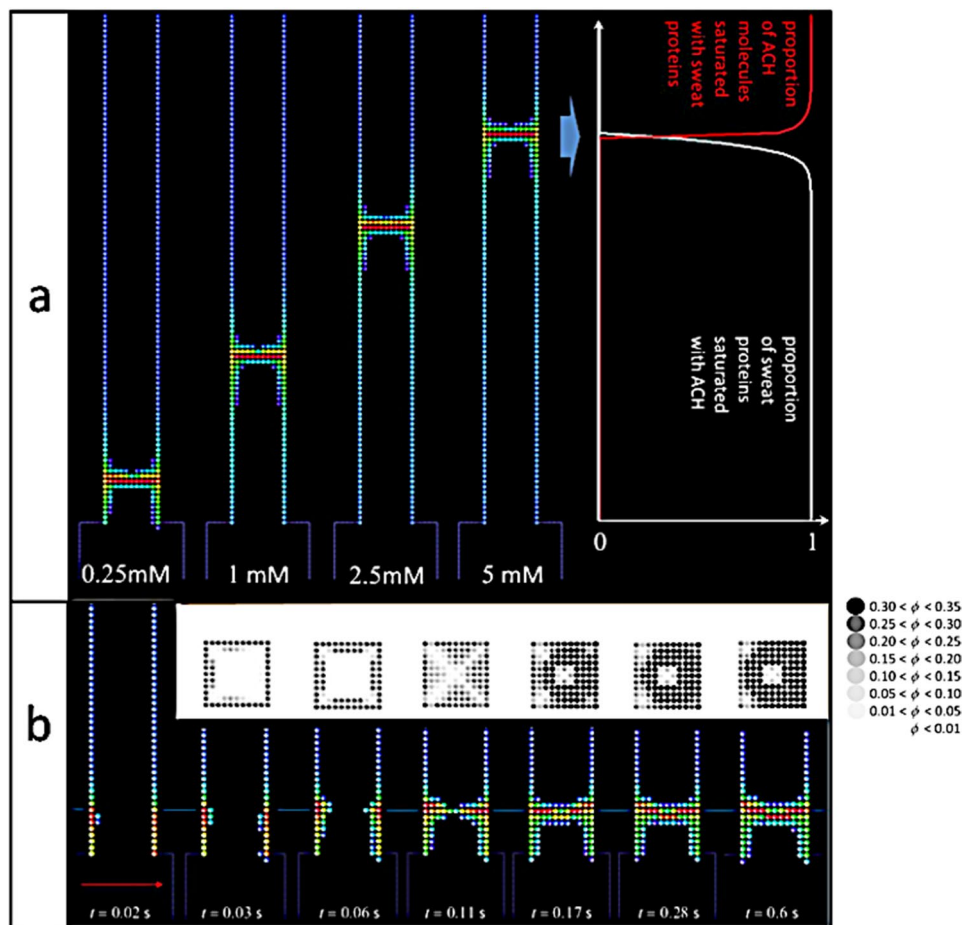 a
proportion
of ACH
molecules
saturated
with sweat
proteins
proportion
of sweat
proteins
saturated
with ACH
0
1
0.25mM
1 mM
2.5mM
5 mM
b
t = 0.02 s
t = 0.03 s
t = 0.06 s
t = 0.11 s
t = 0.17 s
t = 0.28 s
t = 0.6 s
0.30 < ϕ < 0.35
0.25 < ϕ < 0.30
0.20 < ϕ < 0.25
0.15 < ϕ < 0.20
0.10 < ϕ < 0.15
0.05 < ϕ < 0.10
0.01 < ϕ < 0.05
ϕ < 0.01